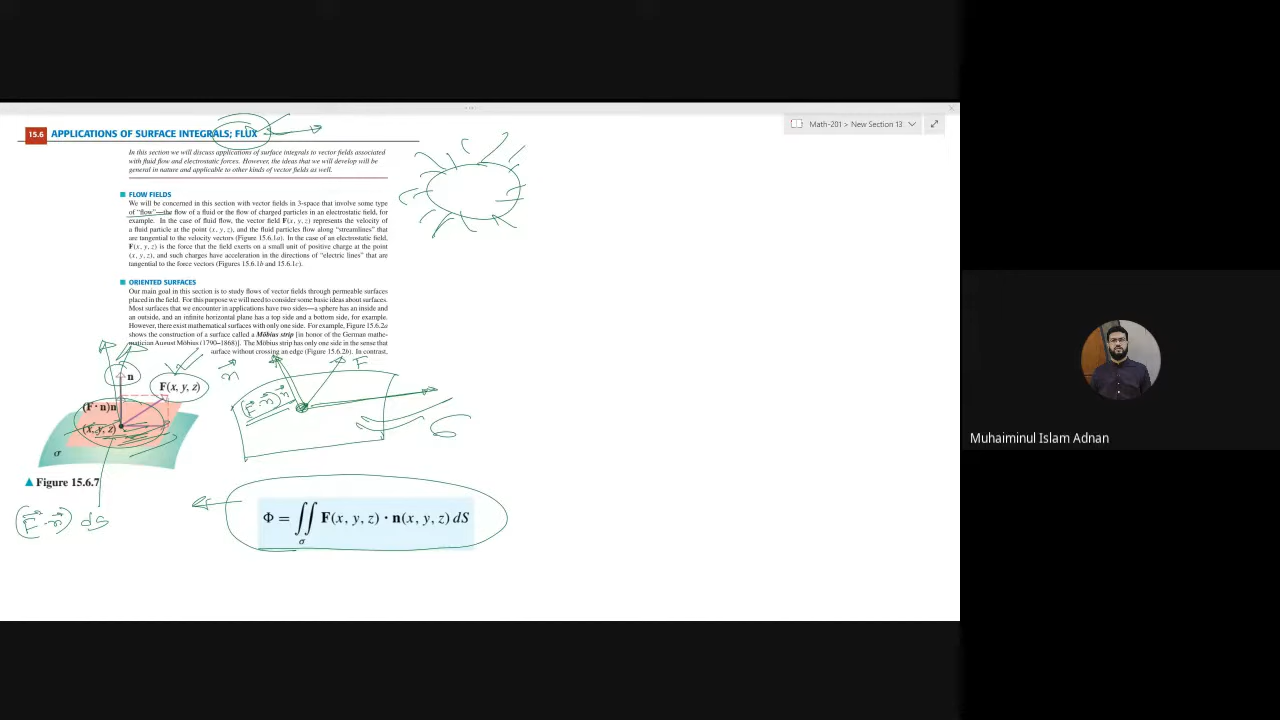 Math-201 > New Section 13
15.6 APPLICATIONS OF SURFACE INTEGRALS; FLUX
In this section we will discuss applications of surface integrals to vector fields associated
with fluid flow and electrostatic forces. However, the ideas that we will develop will be
general in nature and applicable to other kinds of vector fields as well.
FLOW FIELDS
We will be concerned in this section with vector fields in 3-space that involve some type
of “flow”—the flow of a fluid or the flow of charged particles in an electrostatic field, for
example. In the case of fluid flow, the vector field F(x, y, z) represents the velocity of
a fluid particle at the point (x, y, z), and the fluid particles flow along “streamlines” that
are tangential to the velocity vectors (Figure 15.6.1a). In the case of an electrostatic field,
F(x, y, z) is the force that the field exerts on a small unit of positive charge at the point
(x, y, z), and such charges have acceleration in the directions of “electric lines” that are
tangential to the force vectors (Figures 15.6.1b and 15.6.1c).
ORIENTED SURFACES
Our main goal in this section is to study flows of vector fields through permeable surfaces
placed in the field. For this purpose we will need to consider some basic ideas about surfaces.
Most surfaces that we encounter in applications have two sides—a sphere has an inside and
an outside, and an infinite horizontal plane has a top side and a bottom side, for example.
However, there exist mathematical surfaces with only one side. For example, Figure 15.6.2a
shows the construction of a surface called a Möbius strip [in honor of the German mathe-
matician August Möbius (1790–1868)]. The Möbius strip has only one side in the sense that
surface without crossing an edge (Figure 15.6.2b). In contrast,
n
F(x, y, z)
(F · n)n
(x, y, z)
σ
n⃗
F
(F⃗·n⃗)n⃗
σ
Muhaiminul Islam Adnan
Figure 15.6.7
(F⃗·n⃗) ds
Φ = ∬σ F(x, y, z) · n(x, y, z) dS